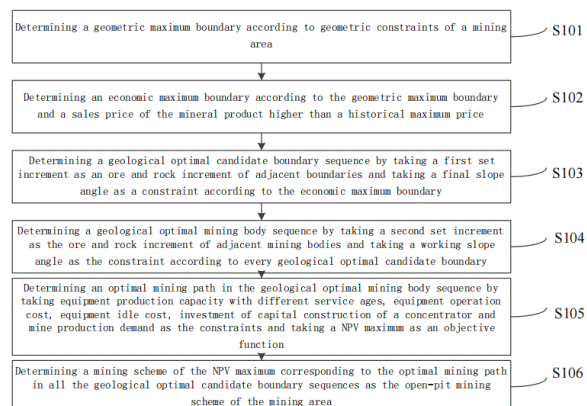 Determining a geometric maximum boundary according to geometric constraints of a mining
area
S101
Determining an economic maximum boundary according to the geometric maximum boundary
and a sales price of the mineral product higher than a historical maximum price
S102
Determining a geological optimal candidate boundary sequence by taking a first set
increment as an ore and rock increment of adjacent boundaries and taking a final slope
angle as a constraint according to the economic maximum boundary
S103
Determining a geological optimal mining body sequence by taking a second set increment
as the ore and rock increment of adjacent mining bodies and taking a working slope
angle as the constraint according to every geological optimal candidate boundary
S104
Determining an optimal mining path in the geological optimal mining body sequence by
taking equipment production capacity with different service ages, equipment operation
cost, equipment idle cost, investment of capital construction of a concentrator and
mine production demand as the constraints and taking a NPV maximum as an objective
function
S105
Determining a mining scheme of the NPV maximum corresponding to the optimal mining path
in all the geological optimal candidate boundary sequences as the open-pit mining
scheme of the mining area
S106